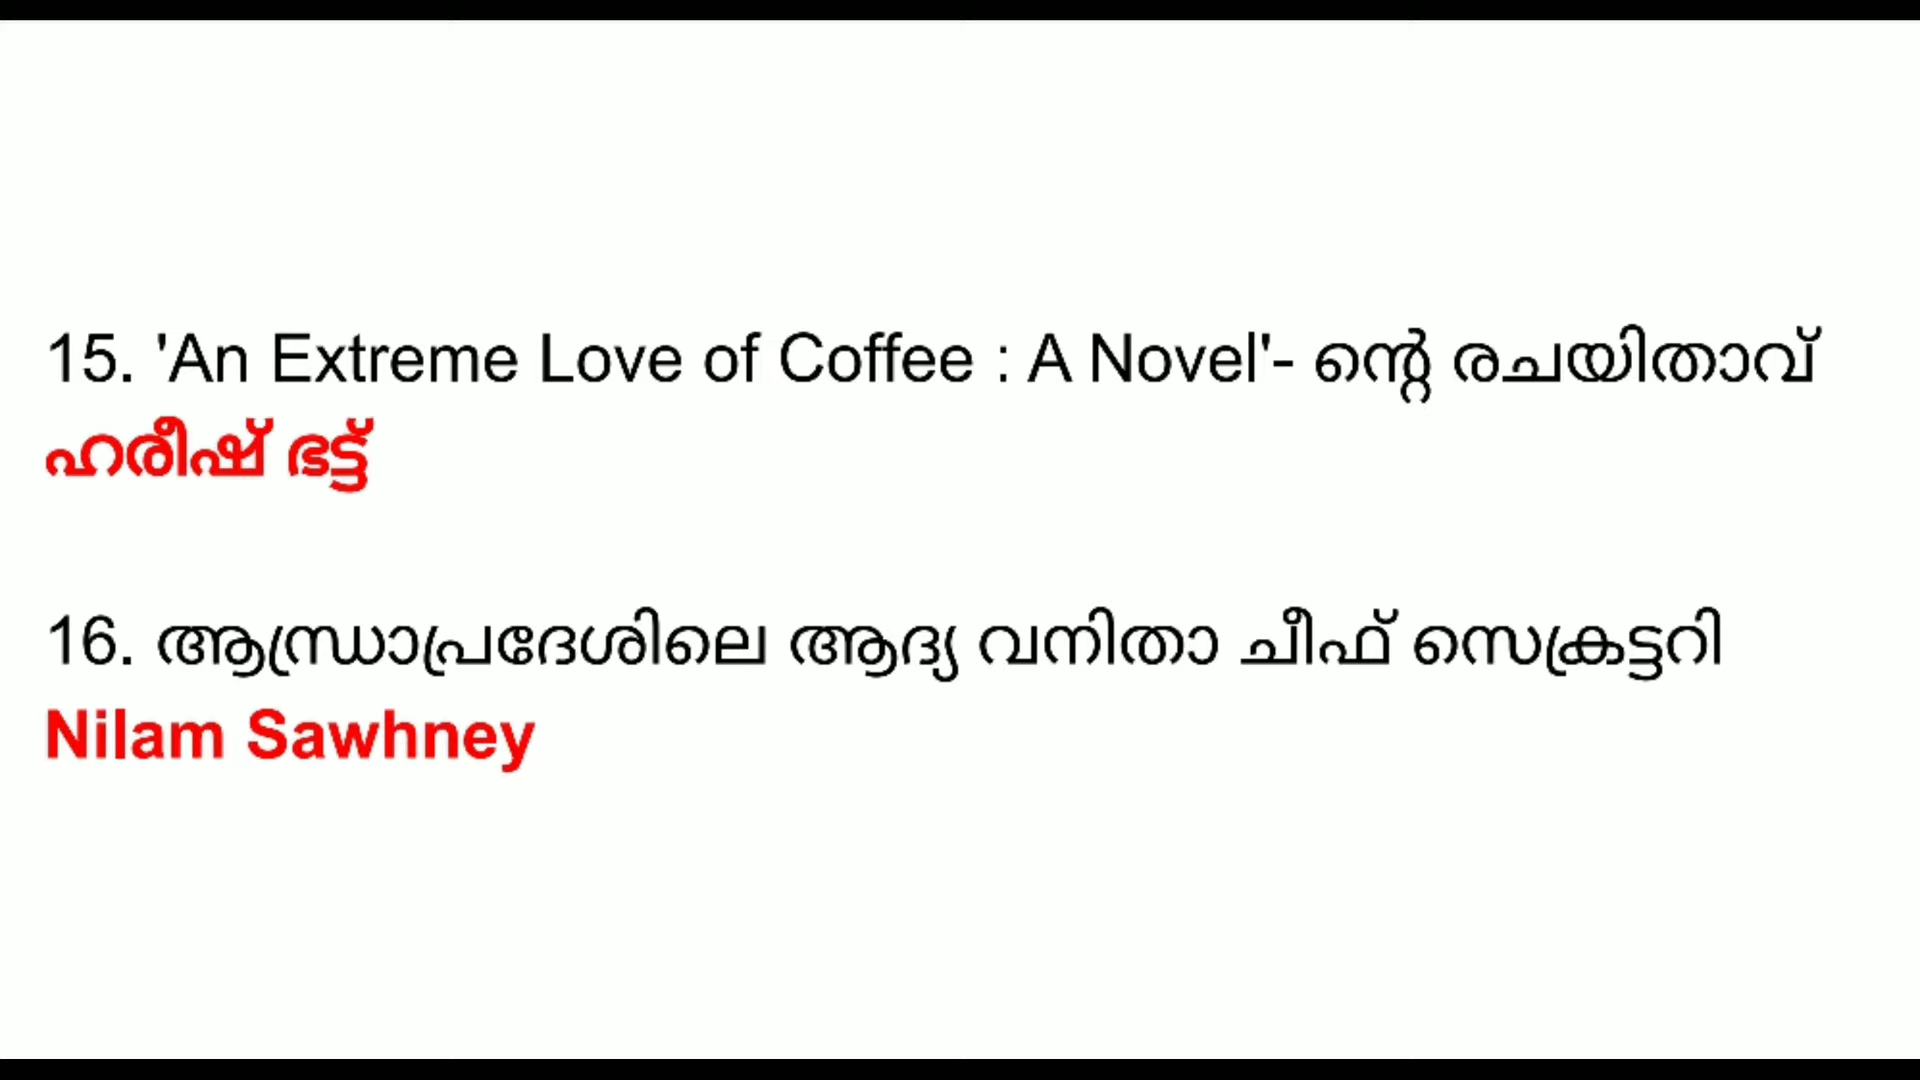 15. 'An Extreme Love of Coffee : A Novel'- ന്റെ രചയിതാവ്
ഹരീഷ് ഭട്ട്
16. ആന്ധ്രാപ്രദേശിലെ ആദ്യ വനിതാ ചീഫ് സെക്രട്ടറി
Nilam Sawhney